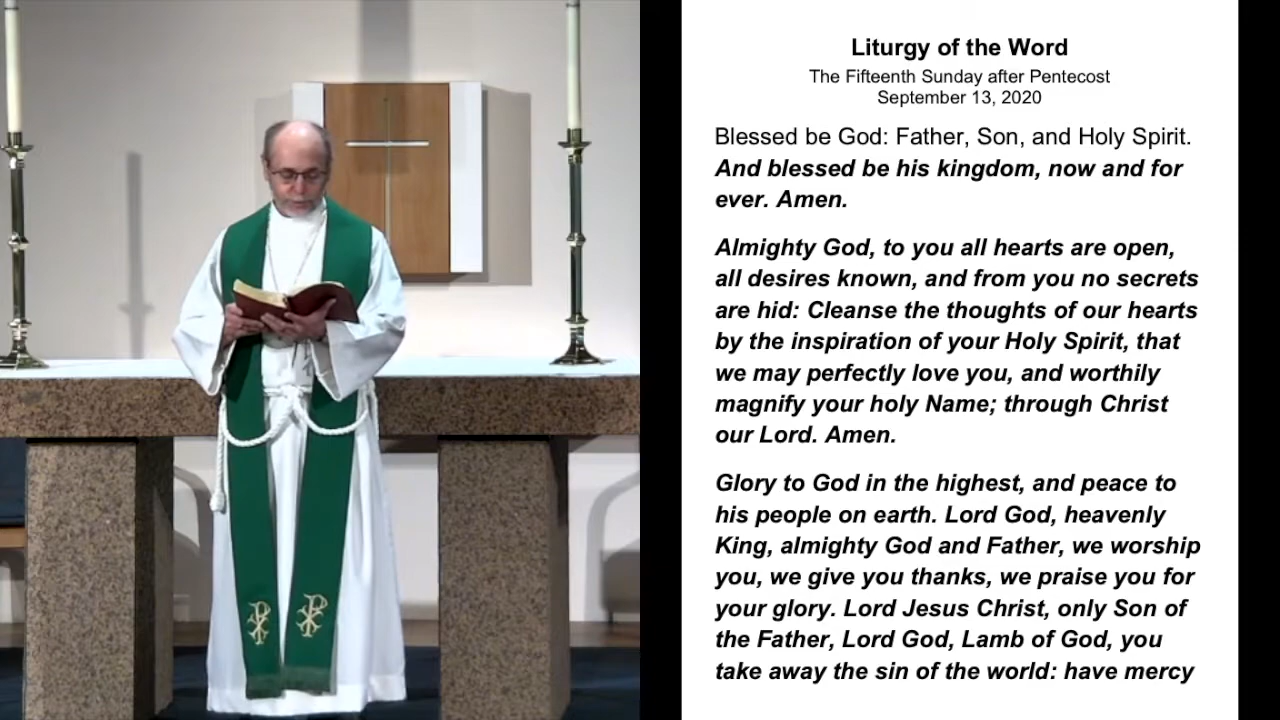 Liturgy of the Word
The Fifteenth Sunday after Pentecost
September 13, 2020
Blessed be God: Father, Son, and Holy Spirit.
And blessed be his kingdom, now and for
ever. Amen.
Almighty God, to you all hearts are open,
all desires known, and from you no secrets
are hid: Cleanse the thoughts of our hearts
by the inspiration of your Holy Spirit, that
we may perfectly love you, and worthily
magnify your holy Name; through Christ
our Lord. Amen.
Glory to God in the highest, and peace to
his people on earth. Lord God, heavenly
King, almighty God and Father, we worship
you, we give you thanks, we praise you for
your glory. Lord Jesus Christ, only Son of
the Father, Lord God, Lamb of God, you
take away the sin of the world: have mercy